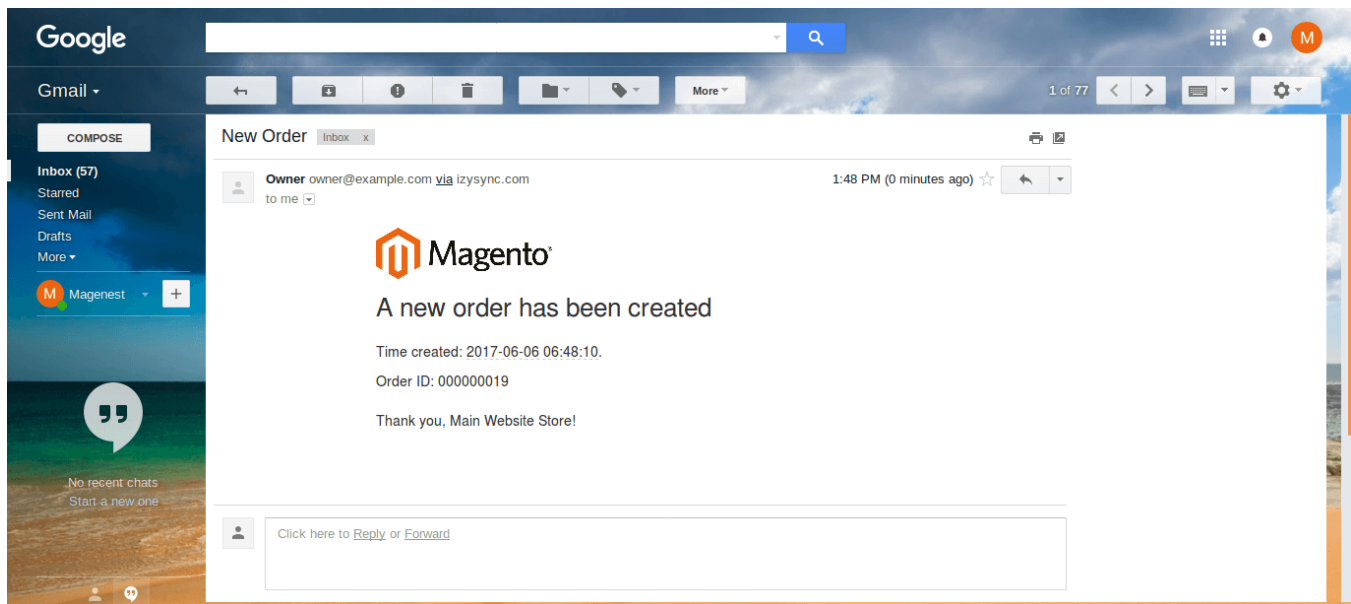 Google
M
Gmail
More
1 of 77
COMPOSE
Inbox (57)
Starred
Sent Mail
Drafts
More
M Magenest +
No recent chats
Start a new one
New Order Inbox x
Owner owner@example.com via izysync.com 1:48 PM (0 minutes ago)
to me
Magento
A new order has been created
Time created: 2017-06-06 06:48:10.
Order ID: 000000019
Thank you, Main Website Store!
Click here to Reply or Forward